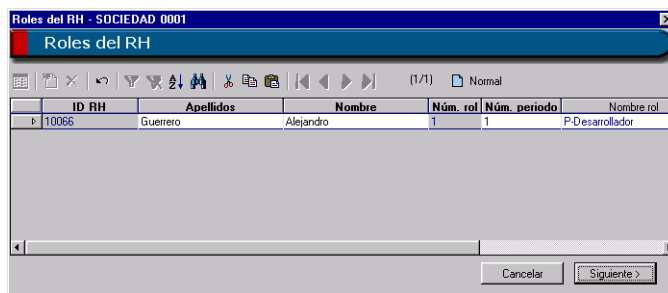 Roles del RH - SOCIEDAD 0001
Roles del RH
(1/1) Normal
ID RH Apellidos Nombre Núm. rol Núm. periodo Nombre rol
10066 Guerrero Alejandro 1 1 P-Desarrollador
Cancelar Siguiente >